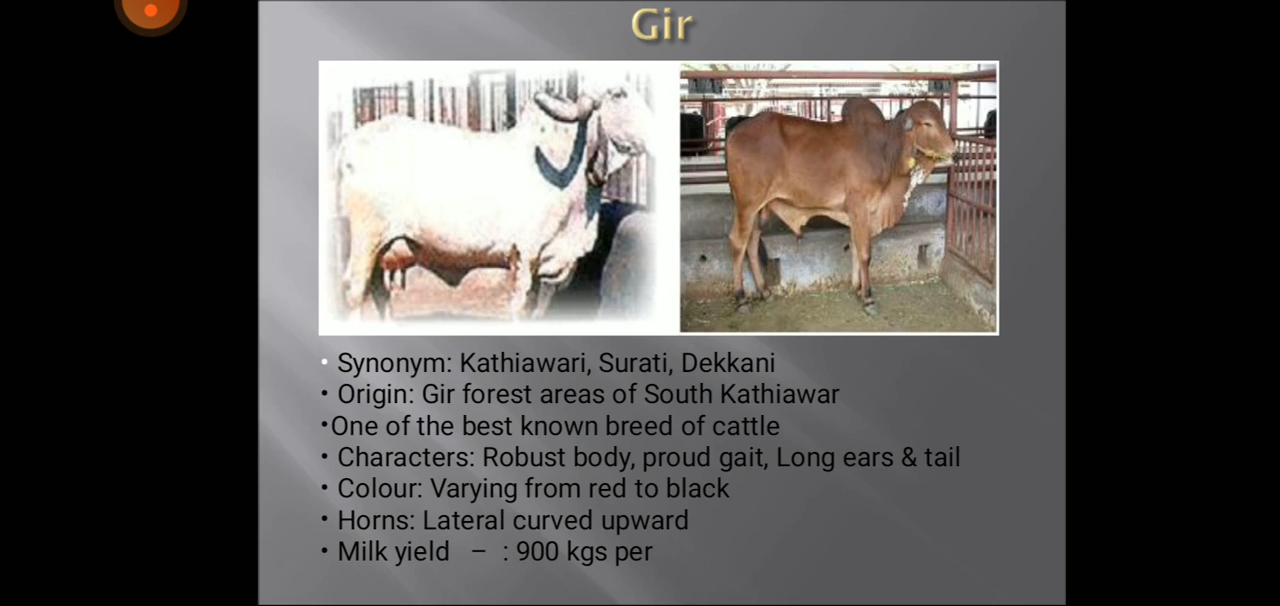 Gir
• Synonym: Kathiawari, Surati, Dekkani
• Origin: Gir forest areas of South Kathiawar
•One of the best known breed of cattle
• Characters: Robust body, proud gait, Long ears & tail
• Colour: Varying from red to black
• Horns: Lateral curved upward
• Milk yield – : 900 kgs per